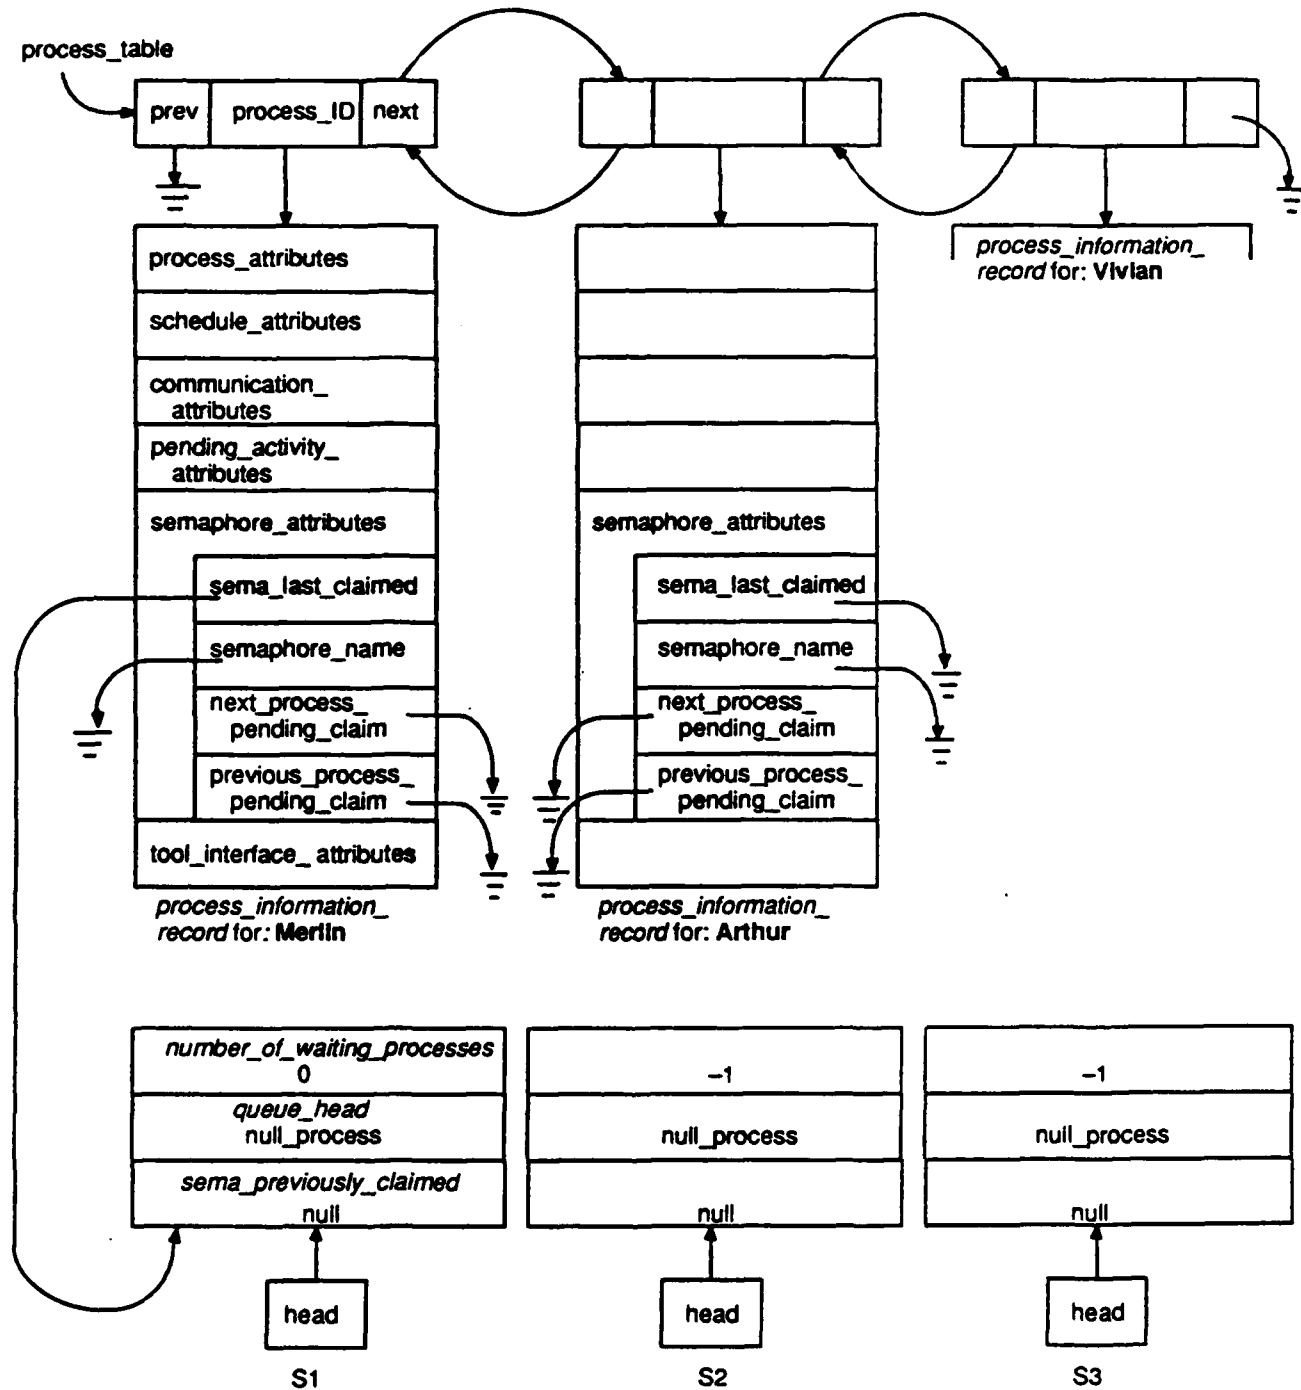 process_table
prev process_ID next
process_attributes
schedule_attributes
communication_
attributes
pending_activity_
attributes
semaphore_attributes
sema_last_claimed
semaphore_name
next_process_
pending_claim
previous_process_
pending_claim
tool_interface_ attributes
process_information_
record for: Merlin
semaphore_attributes
sema_last_claimed
semaphore_name
next_process_
pending_claim
previous_process_
pending_claim
process_information_
record for: Arthur
process_information_
record for: Vivian
number_of_waiting_processes
0
queue_head
null_process
sema_previously_claimed
null
head
S1
–1
null_process
null
head
S2
–1
null_process
null
head
S3